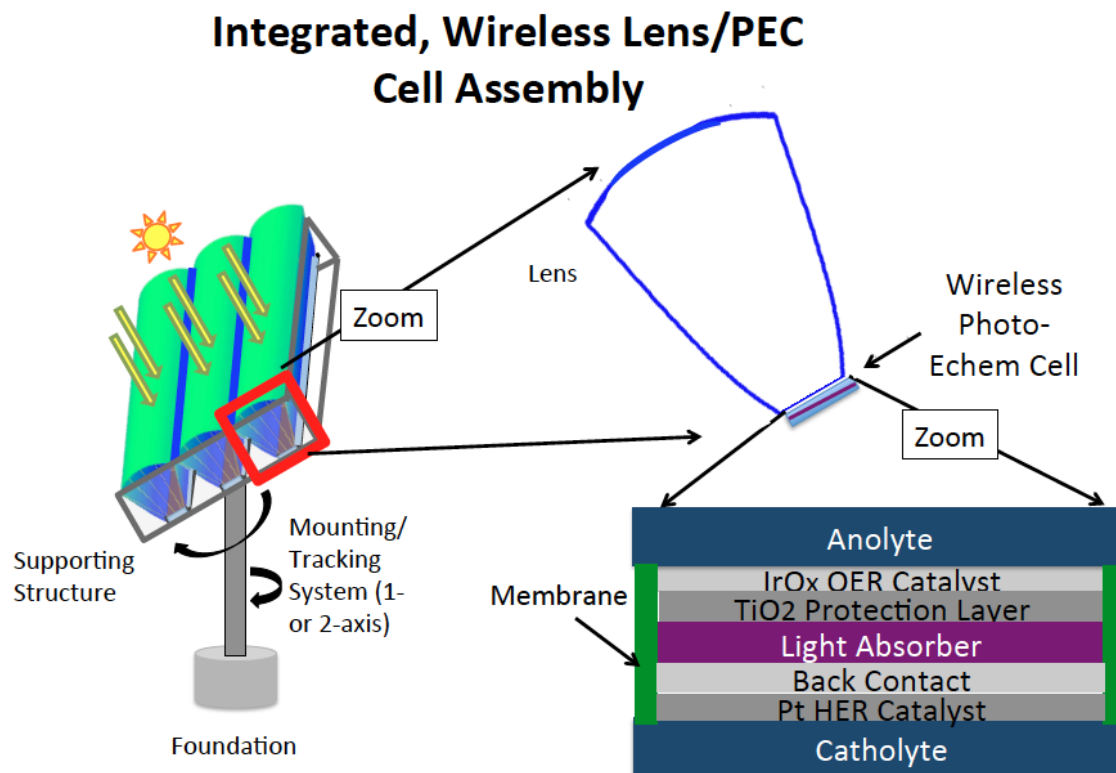 Integrated, Wireless Lens/PEC
Cell Assembly
Zoom
Lens
Wireless
Photo-
Echem Cell
Zoom
Supporting
Structure
Mounting/
Tracking
System (1-
or 2-axis)
Foundation
Membrane
Anolyte
IrOx OER Catalyst
TiO2 Protection Layer
Light Absorber
Back Contact
Pt HER Catalyst
Catholyte